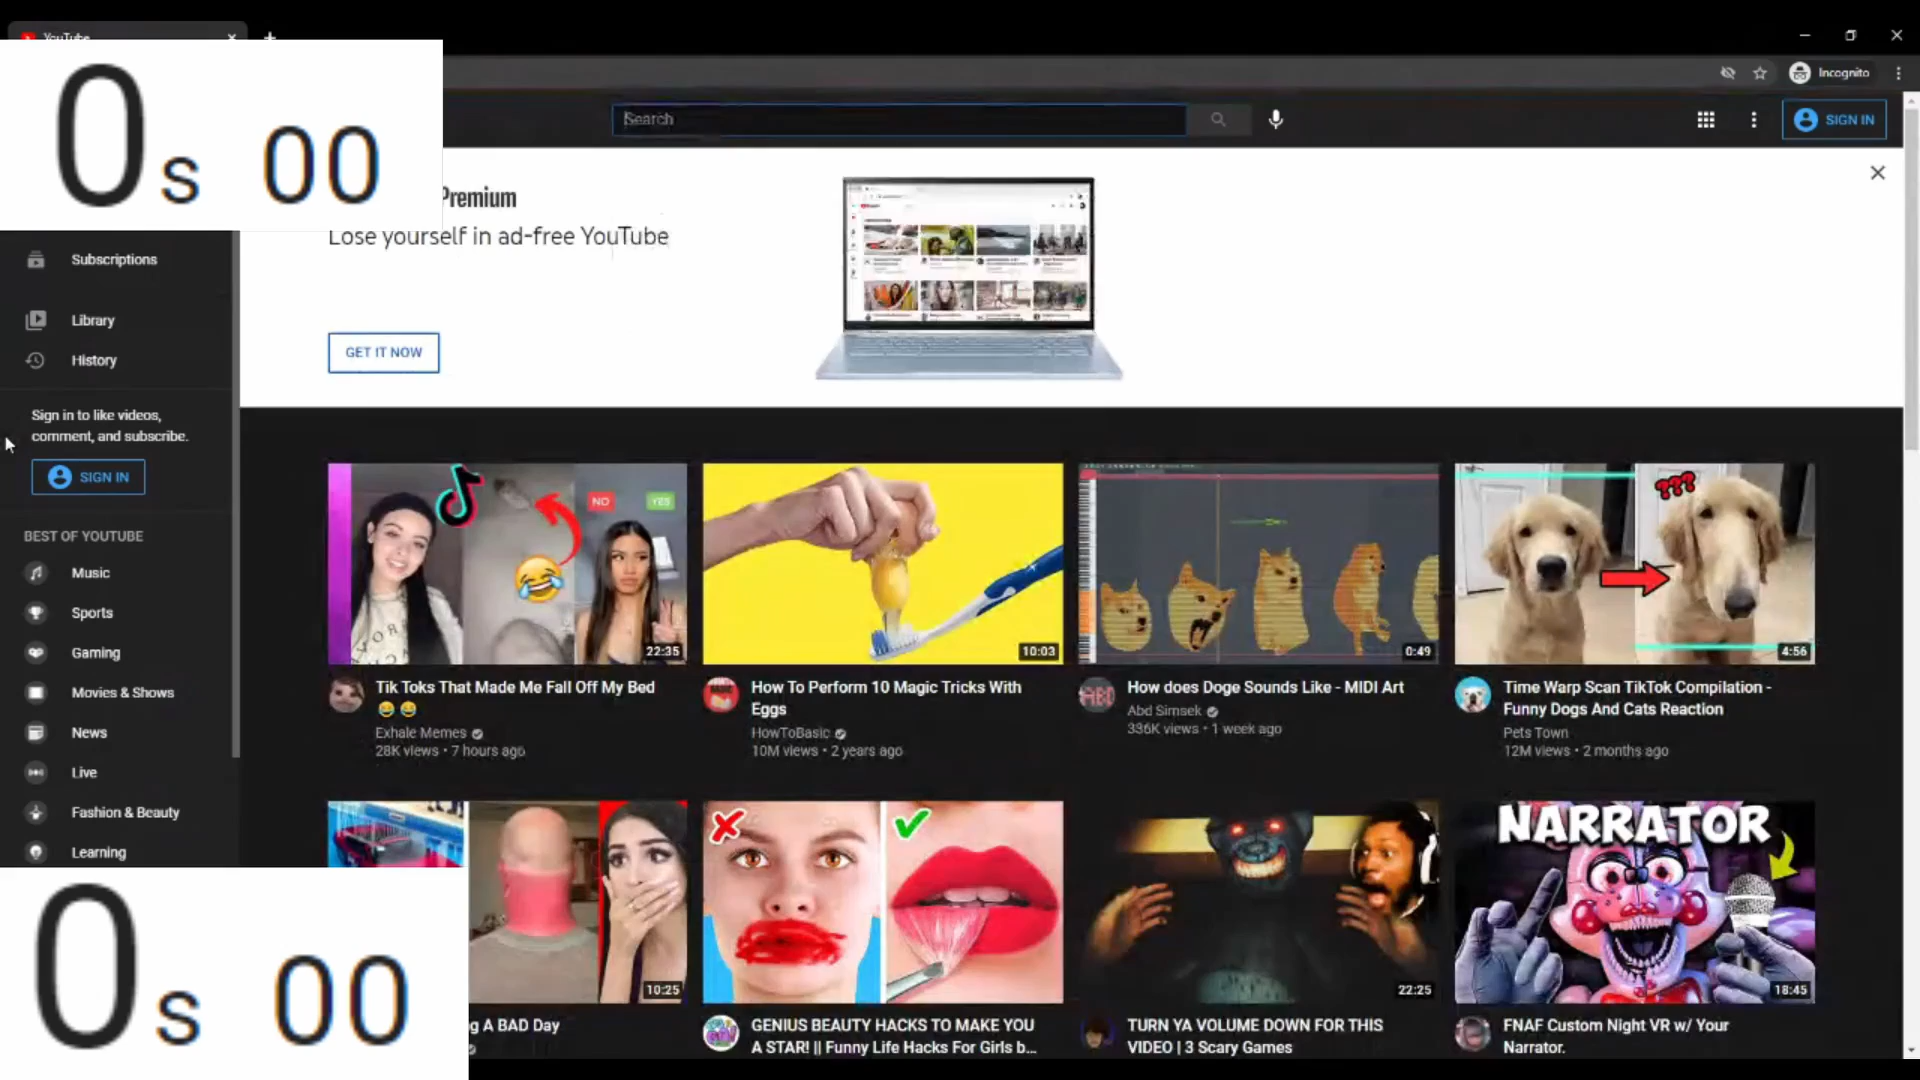 YouTube
Incognito
0s 00
Search
SIGN IN
Premium
Lose yourself in ad-free YouTube
GET IT NOW
Subscriptions
Library
History
Sign in to like videos,
comment, and subscribe.
SIGN IN
BEST OF YOUTUBE
Music
Sports
Gaming
Movies & Shows
News
Live
Fashion & Beauty
Learning
NO
YES
22:35
10:03
0:49
???
4:56
Tik Toks That Made Me Fall Off My Bed
😂 😂
Exhale Memes
28K views • 7 hours ago
How To Perform 10 Magic Tricks With
Eggs
HowToBasic
10M views • 2 years ago
How does Doge Sounds Like - MIDI Art
Abd Simsek
336K views • 1 week ago
Time Warp Scan TikTok Compilation -
Funny Dogs And Cats Reaction
Pets Town
12M views • 2 months ago
0s 00
10:25
22:25
NARRATOR
18:45
g A BAD Day
GENIUS BEAUTY HACKS TO MAKE YOU
A STAR! || Funny Life Hacks For Girls b...
TURN YA VOLUME DOWN FOR THIS
VIDEO | 3 Scary Games
FNAF Custom Night VR w/ Your
Narrator.